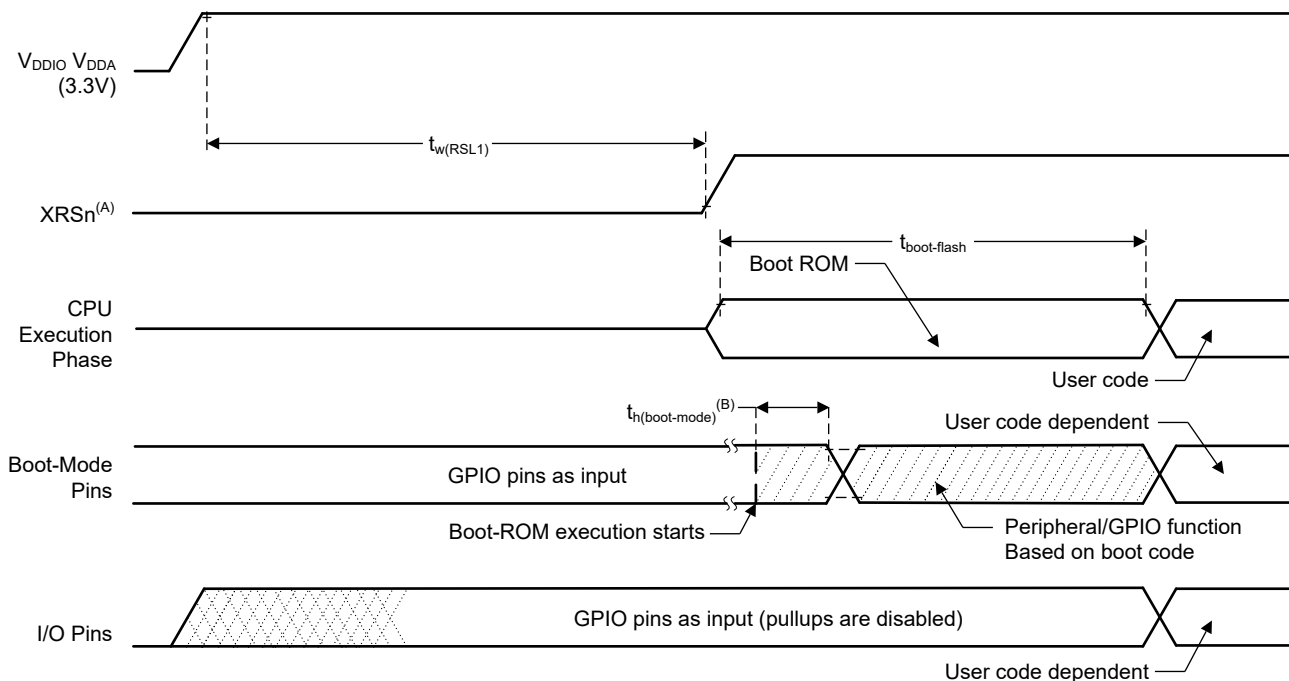 VDDIO VDDA
(3.3V)
tw(RSL1)
XRSn(A)
tboot-flash
Boot ROM
CPU
Execution
Phase
User code
th(boot-mode)(B)
User code dependent
Boot-Mode
Pins
GPIO pins as input
Boot-ROM execution starts
Peripheral/GPIO function
Based on boot code
I/O Pins
GPIO pins as input (pullups are disabled)
User code dependent